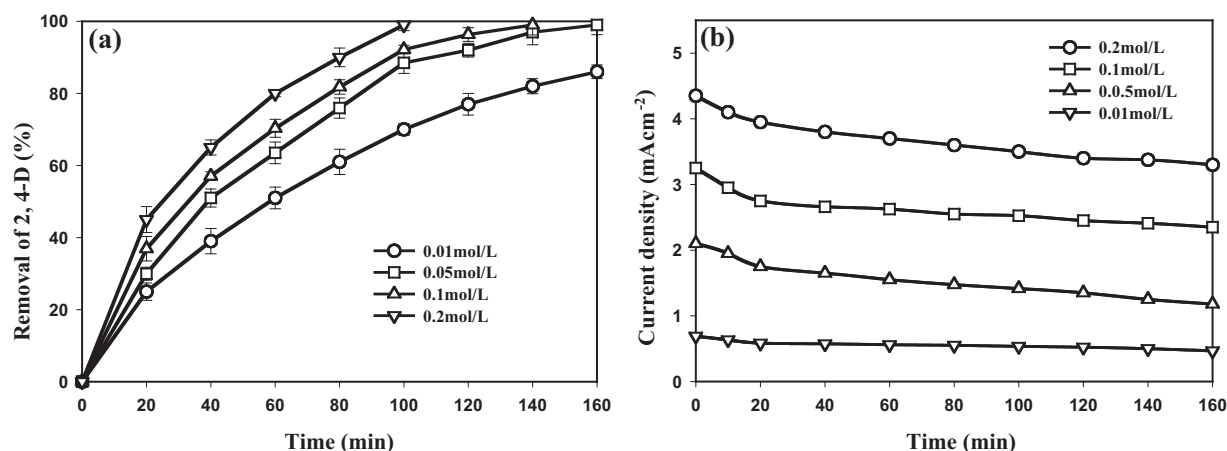 (a)
Removal of 2, 4-D (%)
100
80
60
40
20
0
0.01mol/L
0.05mol/L
0.1mol/L
0.2mol/L
0 20 40 60 80 100 120 140 160
Time (min)
(b)
Current density (mAcm⁻²)
5
4
3
2
1
0
0.2mol/L
0.1mol/L
0.0.5mol/L
0.01mol/L
0 20 40 60 80 100 120 140 160
Time (min)